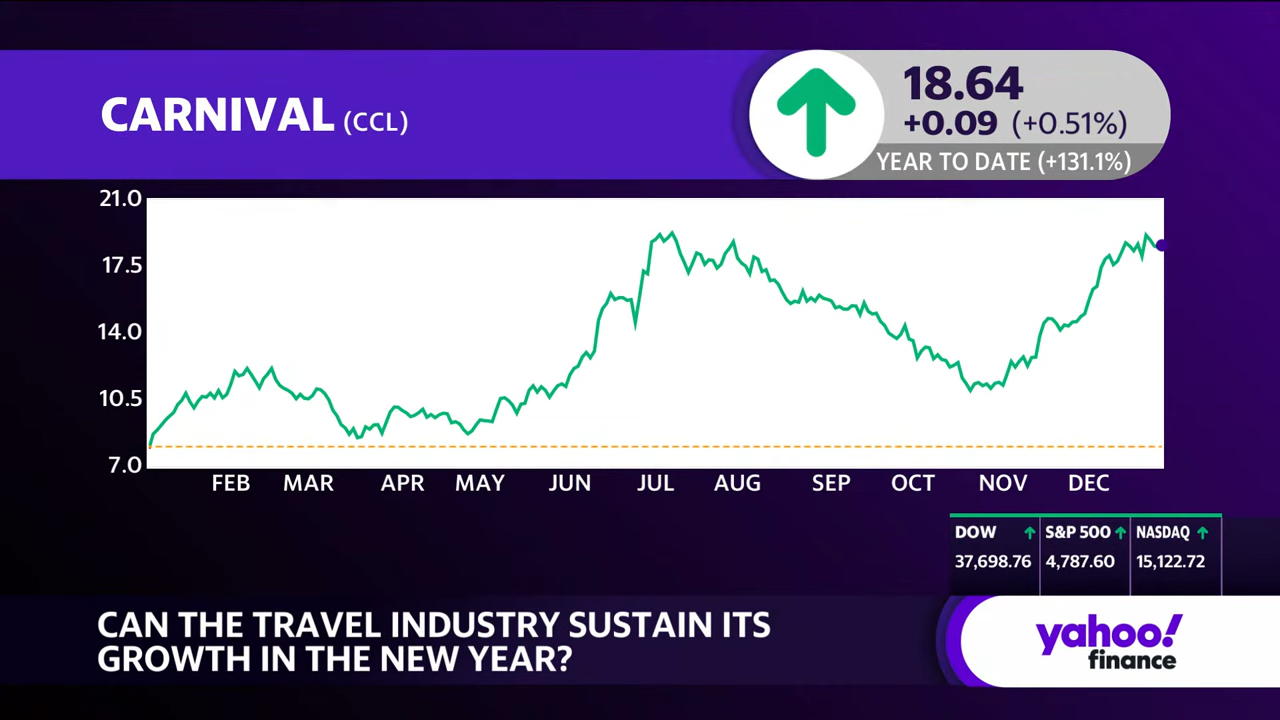 CARNIVAL (CCL)
18.64
+0.09 (+0.51%)
YEAR TO DATE (+131.1%)
21.0
17.5
14.0
10.5
7.0
FEB MAR APR MAY JUN JUL AUG SEP OCT NOV DEC
DOW S&P 500 NASDAQ
37,698.76 4,787.60 15,122.72
CAN THE TRAVEL INDUSTRY SUSTAIN ITS
GROWTH IN THE NEW YEAR?
yahoo!
finance